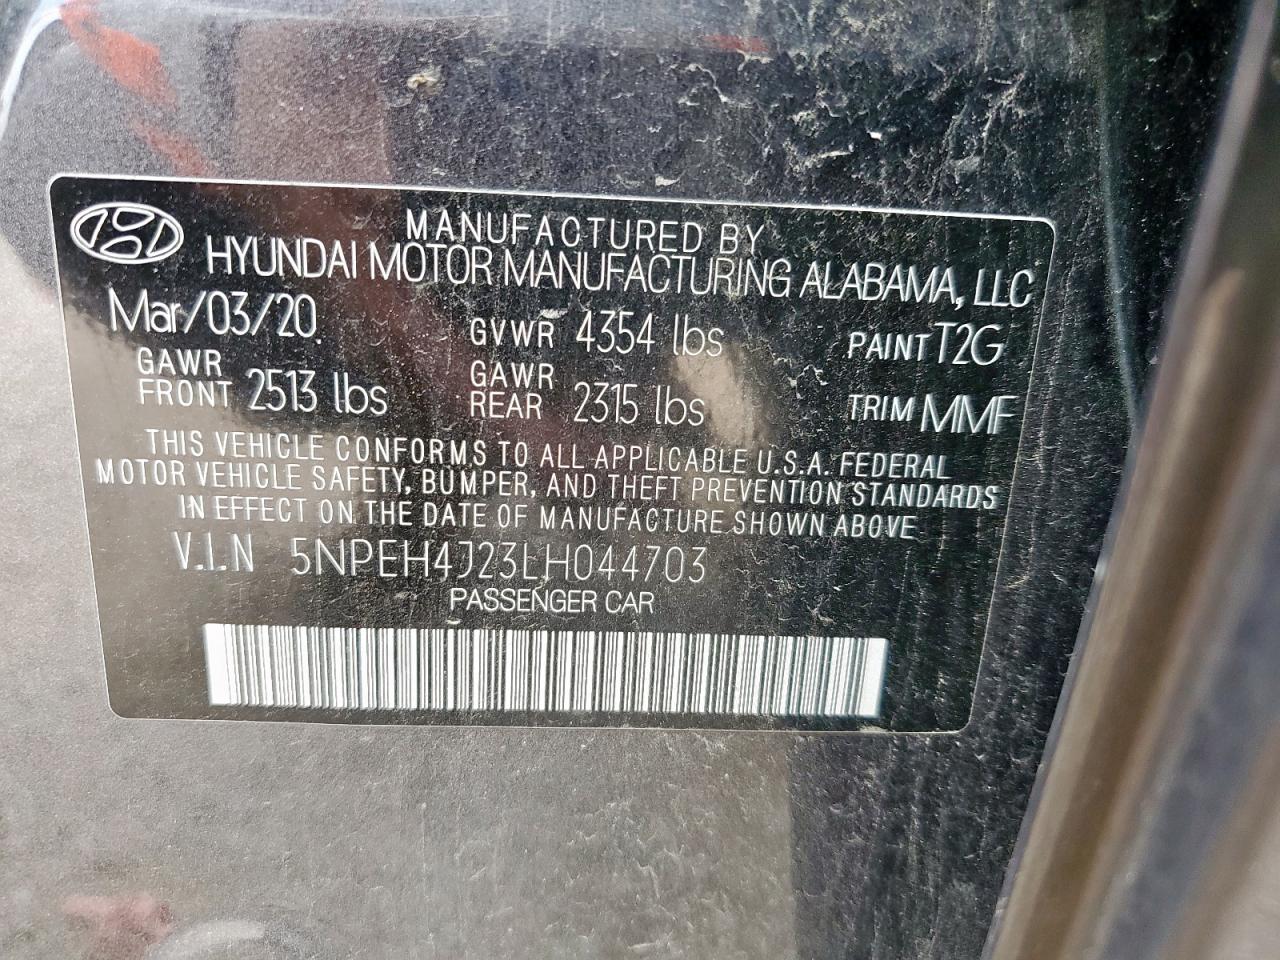 MANUFACTURED BY
HYUNDAI MOTOR MANUFACTURING ALABAMA, LLC
Mar/03/20 GVWR 4354 lbs PAINT T2G
GAWR FRONT 2513 lbs GAWR REAR 2315 lbs TRIM MMF
THIS VEHICLE CONFORMS TO ALL APPLICABLE U.S.A. FEDERAL
MOTOR VEHICLE SAFETY, BUMPER, AND THEFT PREVENTION STANDARDS
IN EFFECT ON THE DATE OF MANUFACTURE SHOWN ABOVE
V.I.N 5NPEH4J23LH044703
PASSENGER CAR